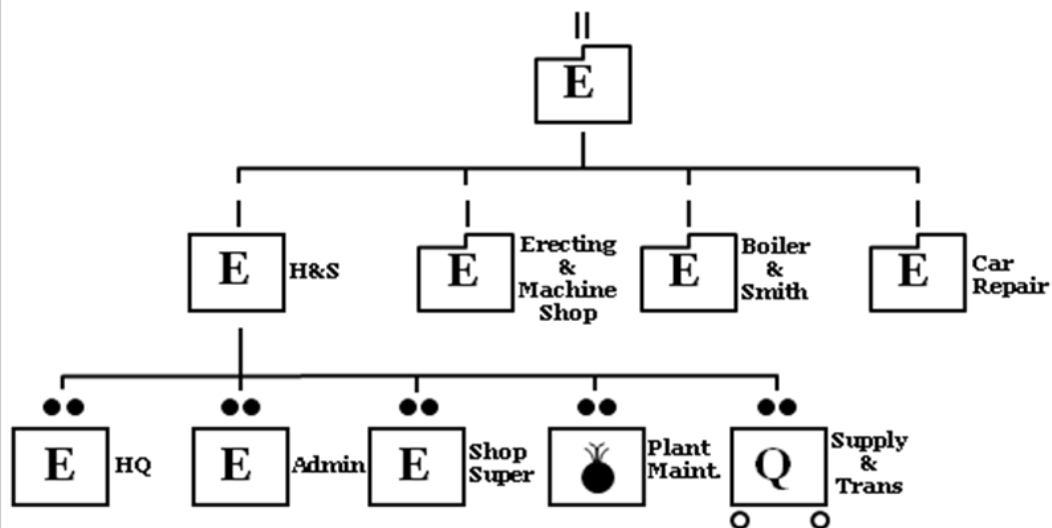 E
E
H&S
E
Erecting
&
Machine
Shop
E
Boiler
&
Smith
E
Car
Repair
E
HQ
E
Admin
E
Shop
Super
Plant
Maint.
Q
Supply
&
Trans